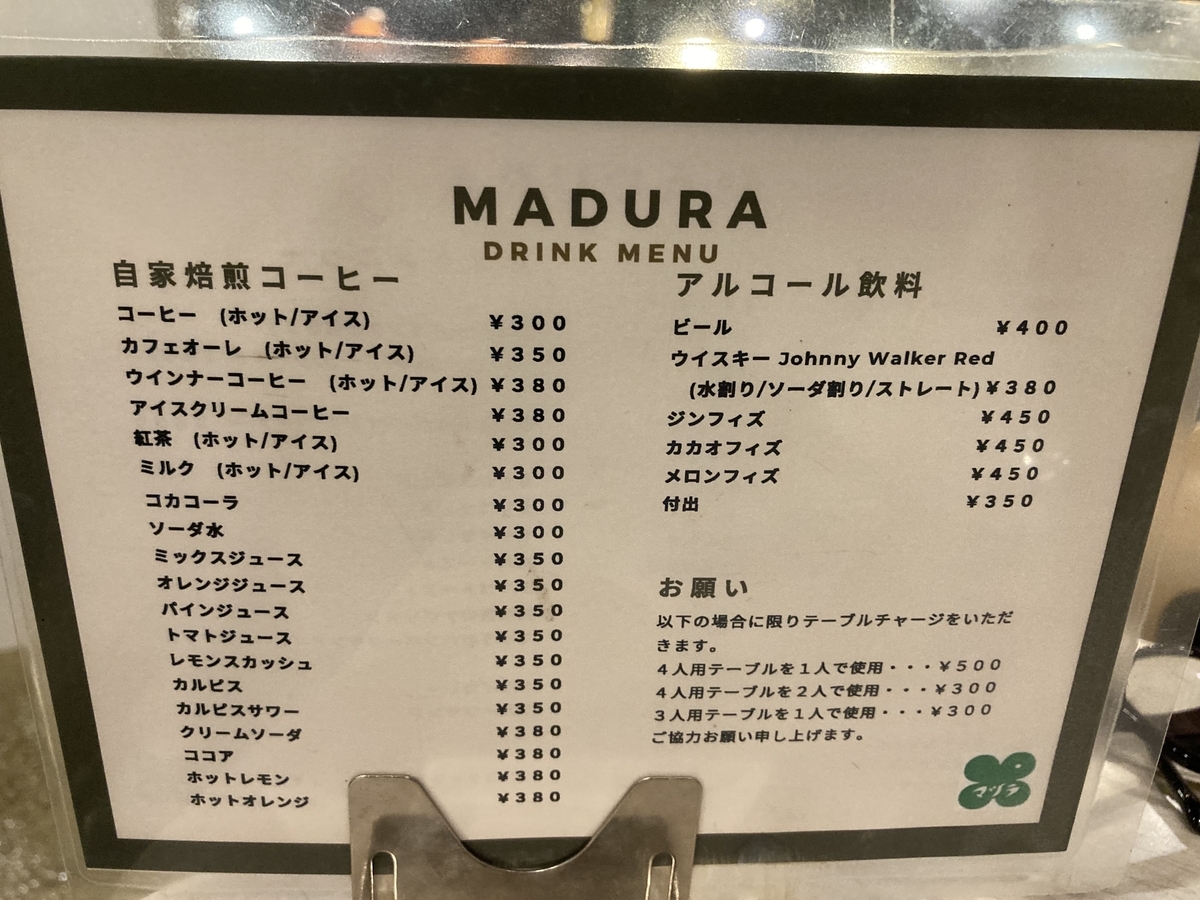 MADURA
DRINK MENU
自家焙煎コーヒー
コーヒー (ホット/アイス) ¥300
カフェオーレ (ホット/アイス) ¥350
ウインナーコーヒー (ホット/アイス) ¥380
アイスクリームコーヒー ¥380
紅茶 (ホット/アイス) ¥300
ミルク (ホット/アイス) ¥300
コカコーラ ¥300
ソーダ水 ¥300
ミックスジュース ¥350
オレンジジュース ¥350
パインジュース ¥350
トマトジュース ¥350
レモンスカッシュ ¥350
カルピス ¥350
カルピスサワー ¥350
クリームソーダ ¥380
ココア ¥380
ホットレモン ¥380
ホットオレンジ ¥380
アルコール飲料
ビール ¥400
ウイスキー Johnny Walker Red
(水割り/ソーダ割り/ストレート) ¥380
ジンフィズ ¥450
カカオフィズ ¥450
メロンフィズ ¥450
付出 ¥350
お願い
以下の場合に限りテーブルチャージをいただ
きます。
4人用テーブルを1人で使用・・・¥500
4人用テーブルを2人で使用・・・¥300
3人用テーブルを1人で使用・・・¥300
ご協力お願い申し上げます。
マヅラ